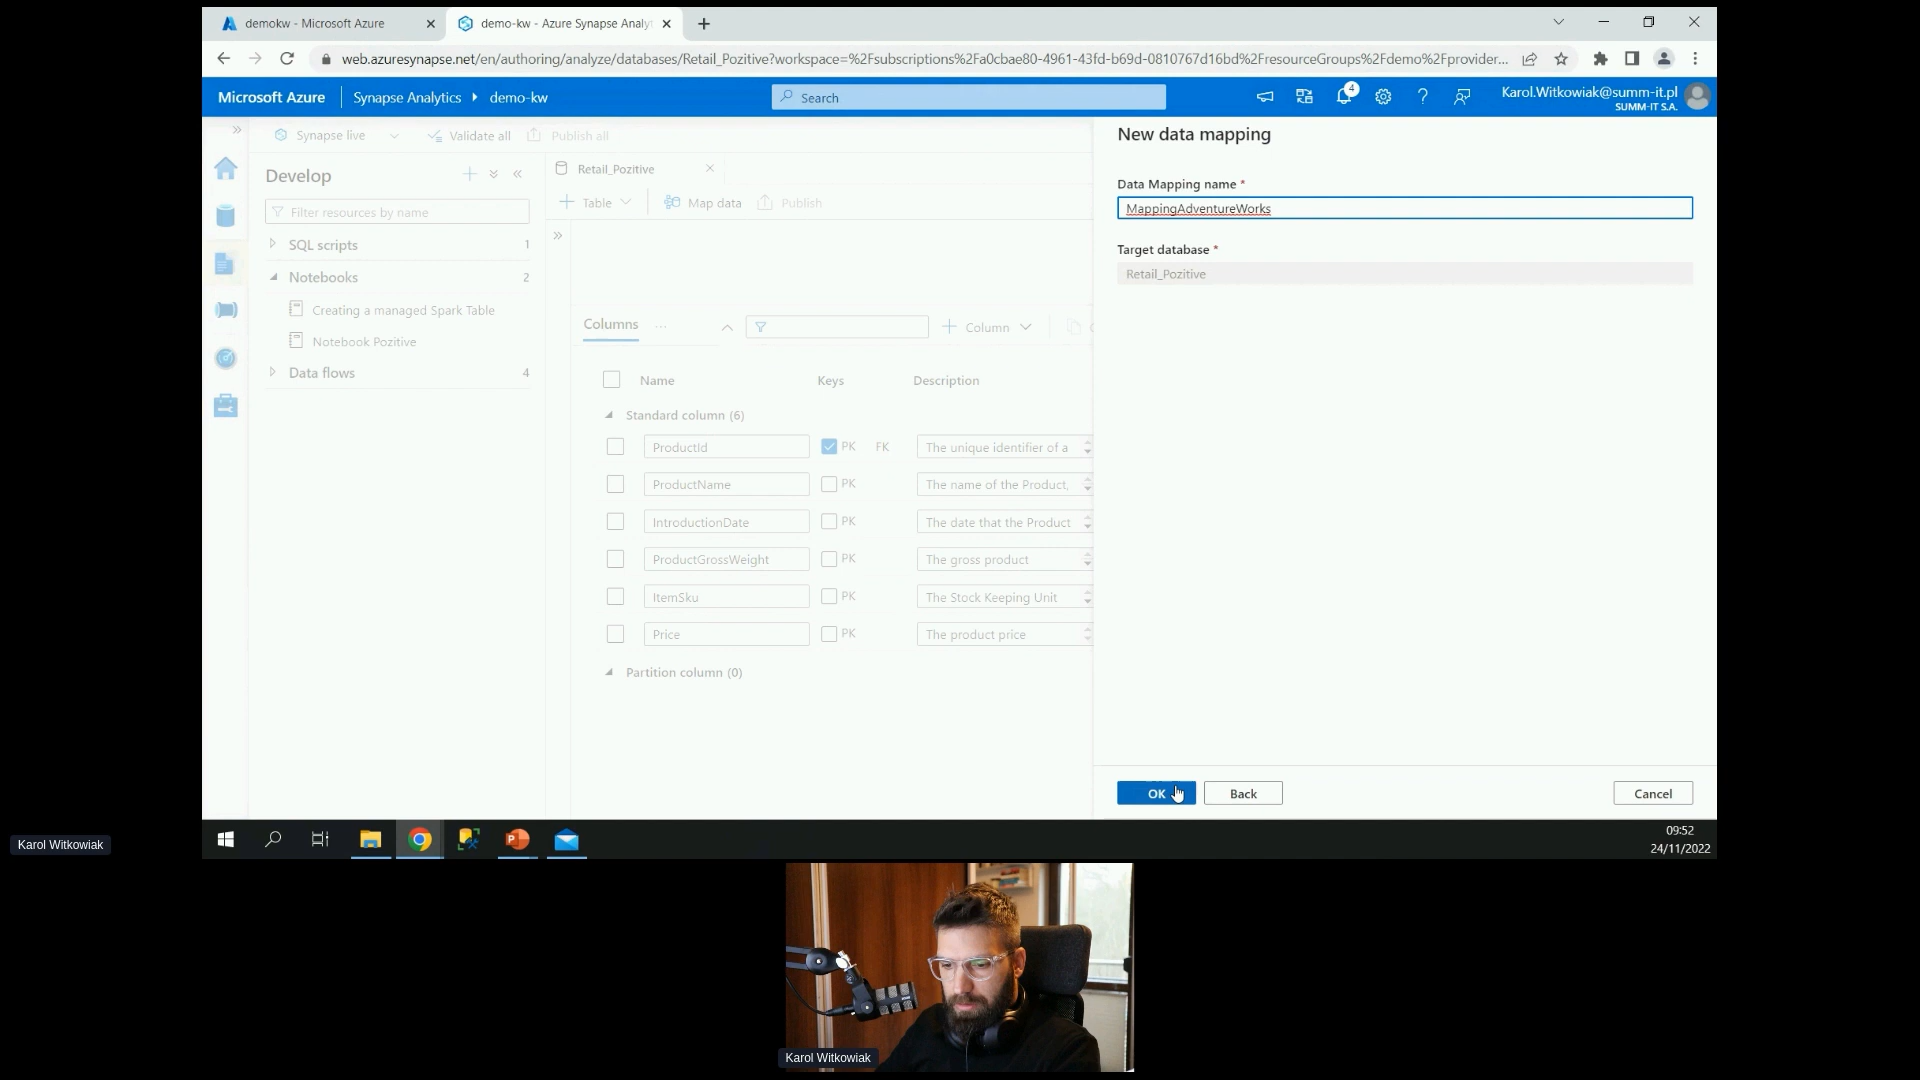 demokw - Microsoft Azure
demo-kw - Azure Synapse Analyt
web.azuresynapse.net/en/authoring/analyze/databases/Retail_Pozitive?workspace=%2Fsubscriptions%2Fa0cbae80-4961-43fd-b69d-0810767d16bd%2FresourceGroups%2Fdemo%2Fprovider...
Microsoft Azure
Synapse Analytics
demo-kw
Search
4
Karol.Witkowiak@summ-it.pl
SUMM-IT S.A.
Synapse live
Validate all
Publish all
Develop
Filter resources by name
SQL scripts 1
Notebooks 2
Creating a managed Spark Table
Notebook Pozitive
Data flows 4
Retail_Pozitive
Table
Map data
Publish
Columns
...
Column
Name Keys Description
Standard column (6)
ProductId PK FK The unique identifier of a
ProductName PK The name of the Product,
IntroductionDate PK The date that the Product
ProductGrossWeight PK The gross product
ItemSku PK The Stock Keeping Unit
Price PK The product price
Partition column (0)
New data mapping
Data Mapping name *
MappingAdventureWorks
Target database *
Retail_Pozitive
OK
Back
Cancel
09:52
24/11/2022
Karol Witkowiak
Karol Witkowiak